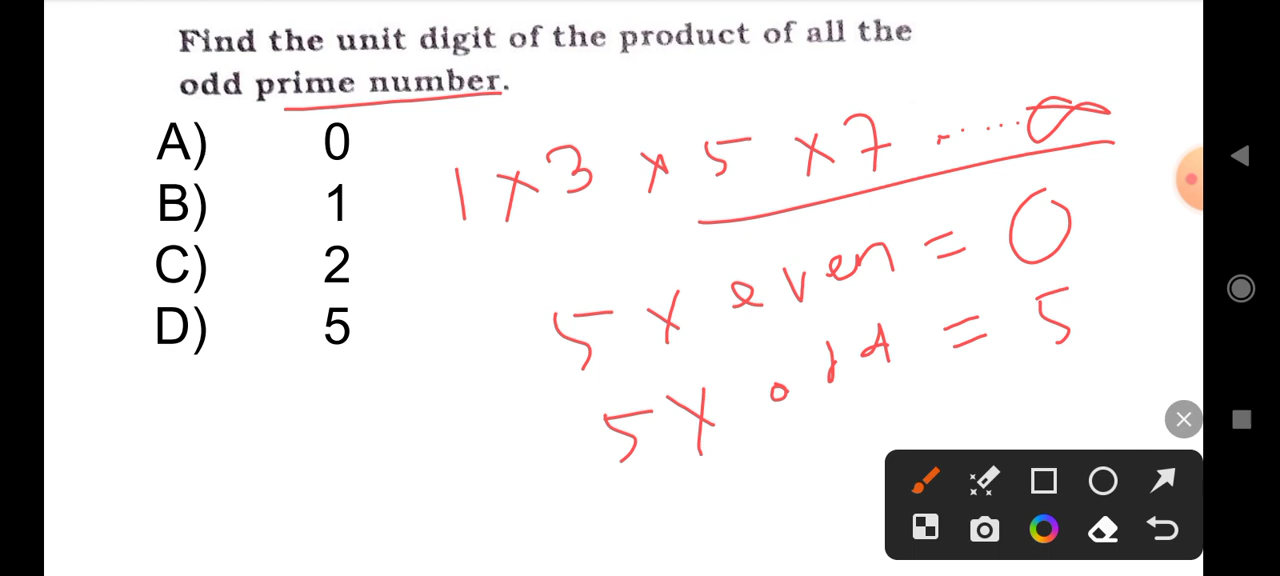 Find the unit digit of the product of all the
odd prime number.
A) 0
B) 1
C) 2
D) 5
1 x 3 x 5 x 7 ..... ∞
5 x even = 0
5 x odd = 5